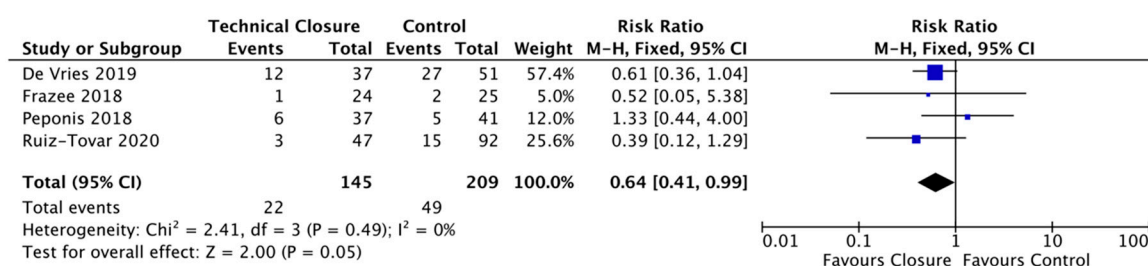 Technical Closure Control Risk Ratio Risk Ratio
Study or Subgroup Events Total Events Total Weight M-H, Fixed, 95% CI M-H, Fixed, 95% CI
De Vries 2019 12 37 27 51 57.4% 0.61 [0.36, 1.04]
Frazee 2018 1 24 2 25 5.0% 0.52 [0.05, 5.38]
Peponis 2018 6 37 5 41 12.0% 1.33 [0.44, 4.00]
Ruiz-Tovar 2020 3 47 15 92 25.6% 0.39 [0.12, 1.29]
Total (95% CI) 145 209 100.0% 0.64 [0.41, 0.99]
Total events 22 49
Heterogeneity: Chi² = 2.41, df = 3 (P = 0.49); I² = 0%
Test for overall effect: Z = 2.00 (P = 0.05)
0.01 0.1 1 10 100
Favours Closure Favours Control